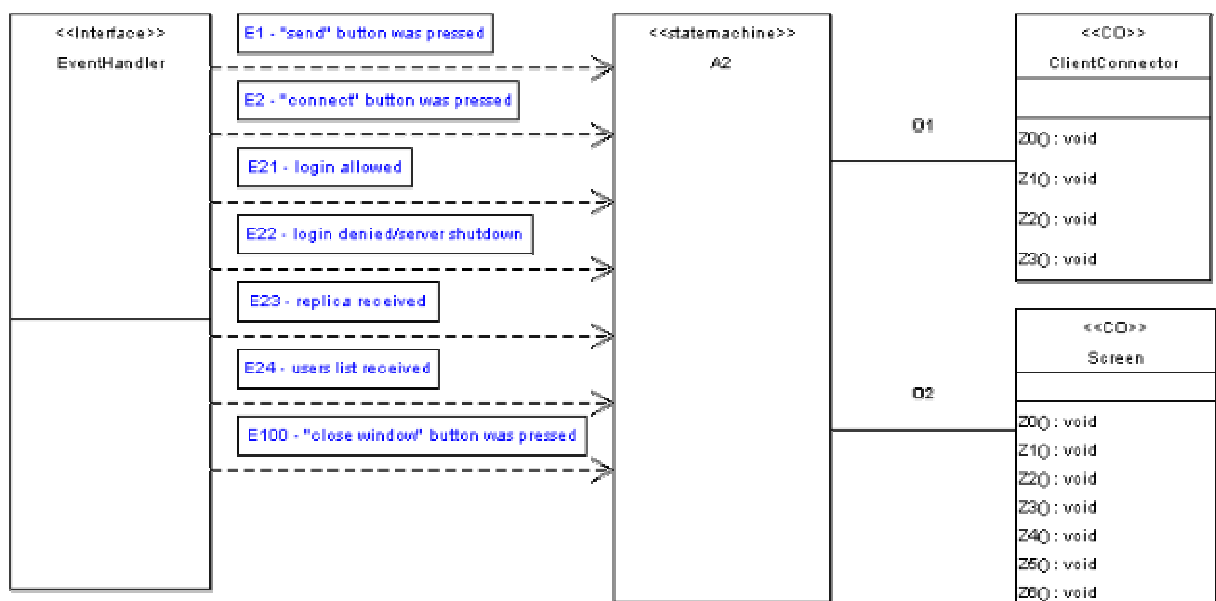 <<Interface>>
EventHandler
E1 - "send" button was pressed
E2 - "connect" button was pressed
E21 - login allowed
E22 - login denied/server shutdown
E23 - replica received
E24 - users list received
E100 - "close window" button was pressed
<<statemachine>>
A2
O1
O2
<<CO>>
ClientConnector
Z0() : void
Z1() : void
Z2() : void
Z3() : void
<<CO>>
Screen
Z0() : void
Z1() : void
Z2() : void
Z3() : void
Z4() : void
Z5() : void
Z6() : void